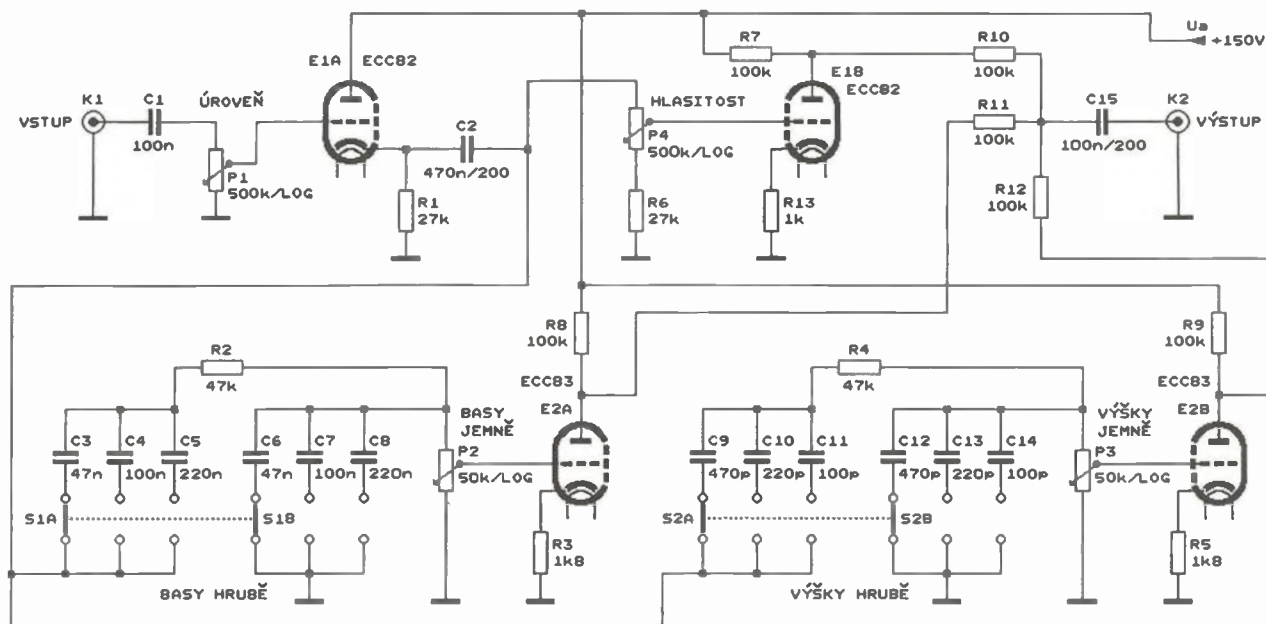 E1A ECC82
R7
100k
R10
100k
Ua
+150V
K1
VSTUP
C1
100n
ÚROVEŇ
P1
500k/LOG
C2
470n/200
R1
27k
HLASITOST
P4
500k/LOG
R6
27k
E1B
ECC82
R13
1k
R11
100k
R12
100k
C15
100n/200
K2
VÝSTUP
R8
100k
R9
100k
R2
47k
R4
47k
ECC83
E2A
ECC83
E2B
BASY
JEMNĚ
P2
50k/LOG
VÝŠKY
JEMNĚ
P3
50k/LOG
C3
47n
C4
100n
C5
220n
C6
47n
C7
100n
C8
220n
C9
470p
C10
220p
C11
100p
C12
470p
C13
220p
C14
100p
S1A
S1B
S2A
S2B
R3
1k8
R5
1k8
BASY HRUBĚ
VÝŠKY HRUBĚ